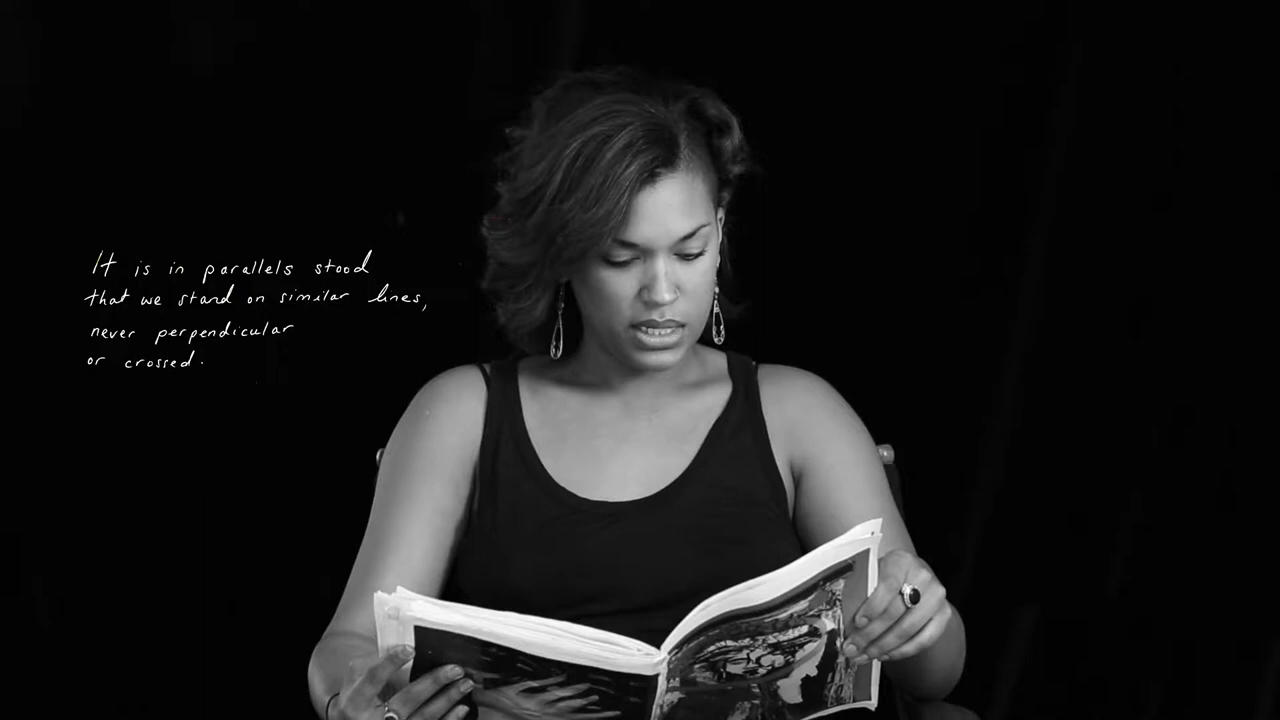 It is in parallels stood
that we stand on similar lines,
never perpendicular
or crossed.